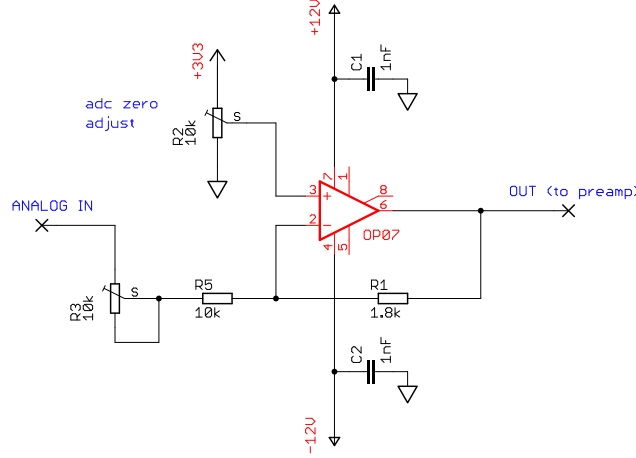 +12V
+3V3
C1
1nF
adc zero
adjust
R2
10k
S
7
1
8
3
+
6
2
-
4
5
OP07
OUT (to preamp)
ANALOG IN
R3
10k
S
R5
10k
R1
1.8k
C2
1nF
-12V